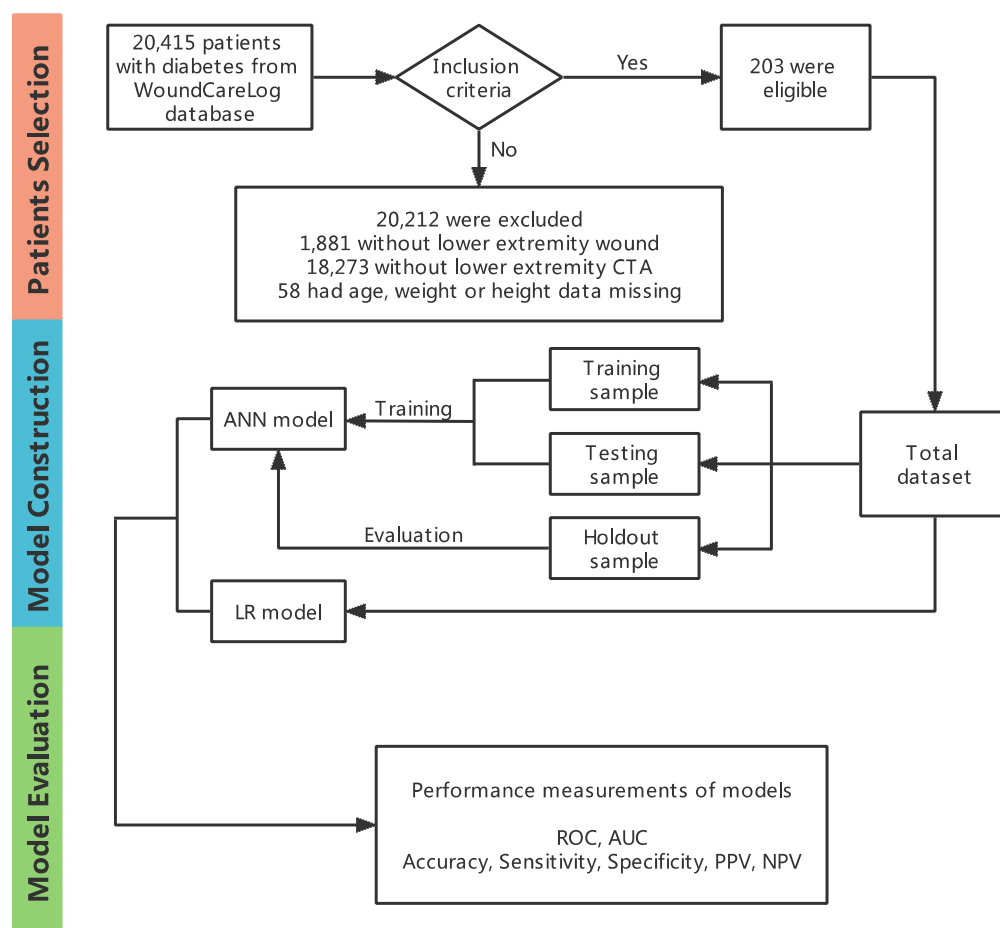 Patients Selection
20,415 patients
with diabetes from
WoundCareLog
database
Inclusion
criteria
Yes
203 were
eligible
No
20,212 were excluded
1,881 without lower extremity wound
18,273 without lower extremity CTA
58 had age, weight or height data missing
Model Construction
Training
sample
ANN model
Training
Testing
sample
Total
dataset
Evaluation
Holdout
sample
LR model
Model Evaluation
Performance measurements of models
ROC, AUC
Accuracy, Sensitivity, Specificity, PPV, NPV